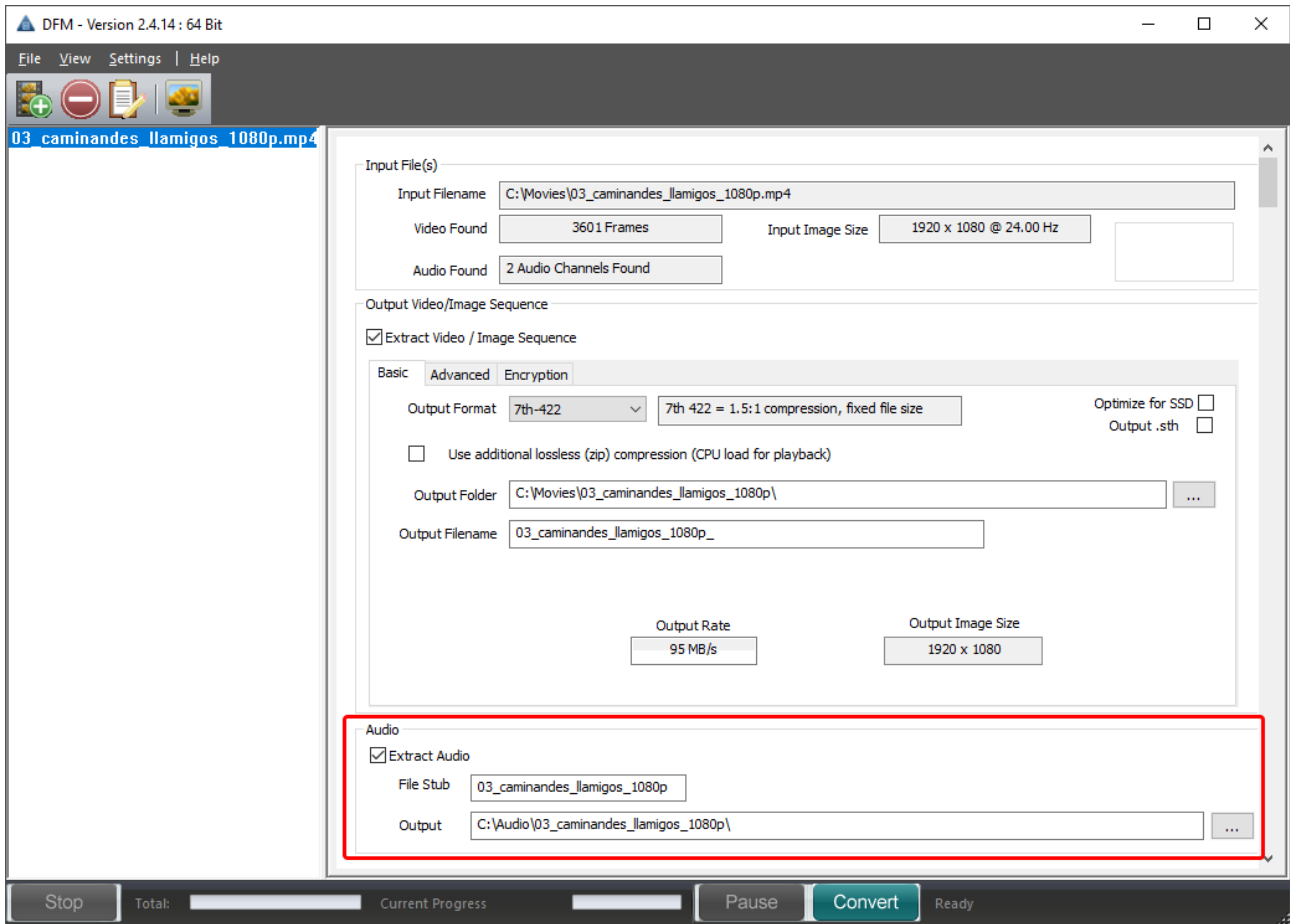 DFM - Version 2.4.14 : 64 Bit
File View Settings | Help
03_caminandes_llamigos_1080p.mp4
Input File(s)
Input Filename C:\Movies\03_caminandes_llamigos_1080p.mp4
Video Found 3601 Frames Input Image Size 1920 x 1080 @ 24.00 Hz
Audio Found 2 Audio Channels Found
Output Video/Image Sequence
Extract Video / Image Sequence
Basic Advanced Encryption
Output Format 7th-422 7th 422 = 1.5:1 compression, fixed file size Optimize for SSD
Output .sth
Use additional lossless (zip) compression (CPU load for playback)
Output Folder C:\Movies\03_caminandes_llamigos_1080p\ ...
Output Filename 03_caminandes_llamigos_1080p_
Output Rate Output Image Size
95 MB/s 1920 x 1080
Audio
Extract Audio
File Stub 03_caminandes_llamigos_1080p
Output C:\Audio\03_caminandes_llamigos_1080p\ ...
Stop Total: Current Progress Pause Convert Ready